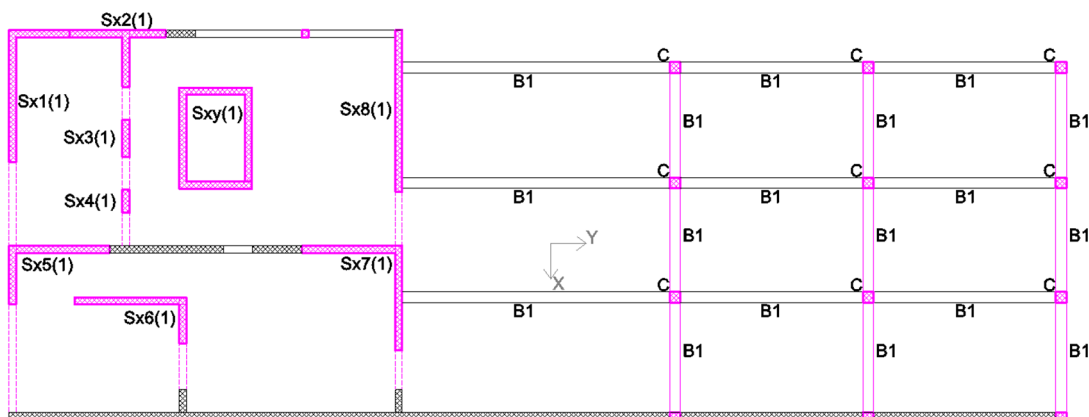 Sx2(1)
C C C
B1 B1 B1
Sx1(1) Sxy(1) Sx8(1)
B1 B1 B1
Sx3(1)
C C C
B1 B1 B1
Sx4(1)
Y
B1 B1 B1
Sx5(1) Sx7(1)
X C C C
B1 B1 B1
Sx6(1)
B1 B1 B1